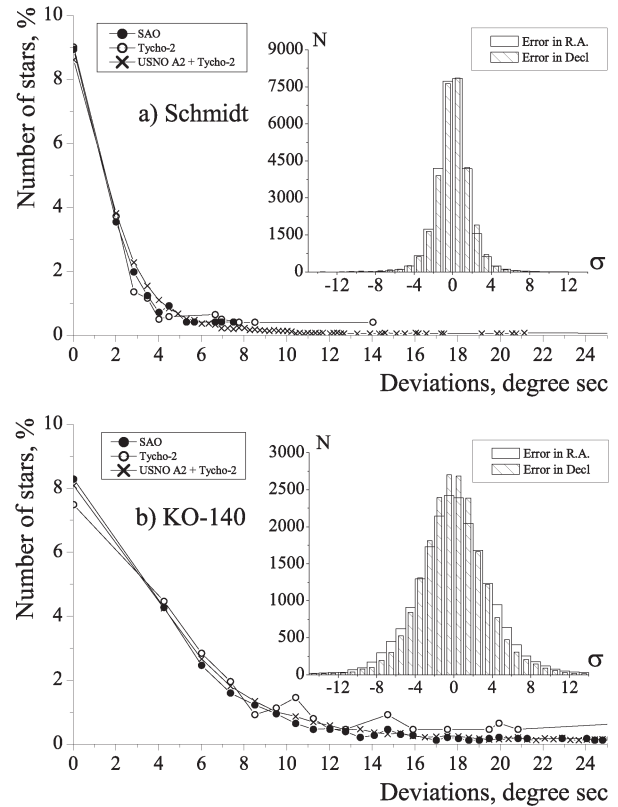 Number of stars, %
10
8
6
4
2
0
SAO
Tycho-2
USNO A2 + Tycho-2
a) Schmidt
N
9000
7500
6000
4500
3000
1500
0
Error in R.A.
Error in Decl
-12 -8 -4 0 4 8 12
σ
0 2 4 6 8 10 12 14 16 18 20 22 24
Deviations, degree sec
Number of stars, %
10
8
6
4
2
0
SAO
Tycho-2
USNO A2 + Tycho-2
b) KO-140
N
3000
2500
2000
1500
1000
500
0
Error in R.A.
Error in Decl
-12 -8 -4 0 4 8 12
σ
0 2 4 6 8 10 12 14 16 18 20 22 24
Deviations, degree sec